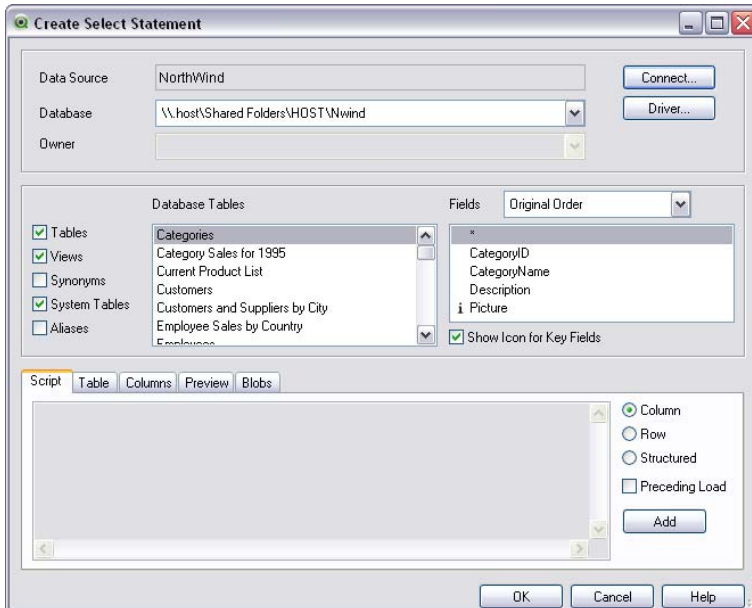 Create Select Statement
Data Source
NorthWind
Connect...
Database
\\.host\Shared Folders\HOST\Nwind
Driver...
Owner
Database Tables
Fields
Original Order
Tables
Views
Synonyms
System Tables
Aliases
Categories
Category Sales for 1995
Current Product List
Customers
Customers and Suppliers by City
Employee Sales by Country
Employees
*
CategoryID
CategoryName
Description
i Picture
Show Icon for Key Fields
Script
Table
Columns
Preview
Blobs
Column
Row
Structured
Preceding Load
Add
OK
Cancel
Help